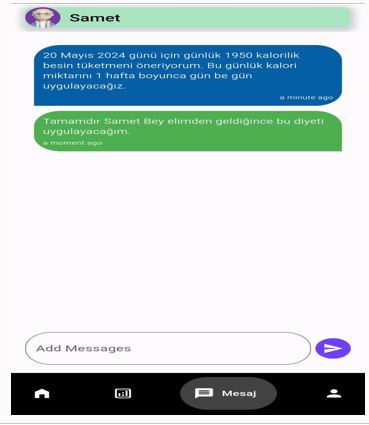 Samet
20 Mayıs 2024 günü için günlük 1950 kalorilik
besin tüketmeni öneriyorum. Bu günlük kalori
miktarını 1 hafta boyunca gün be gün
uygulayacağız.
a minute ago
Tamamdır Samet Bey elimden geldiğince bu diyeti
uygulayacağım.
a moment ago
Add Messages
Mesaj